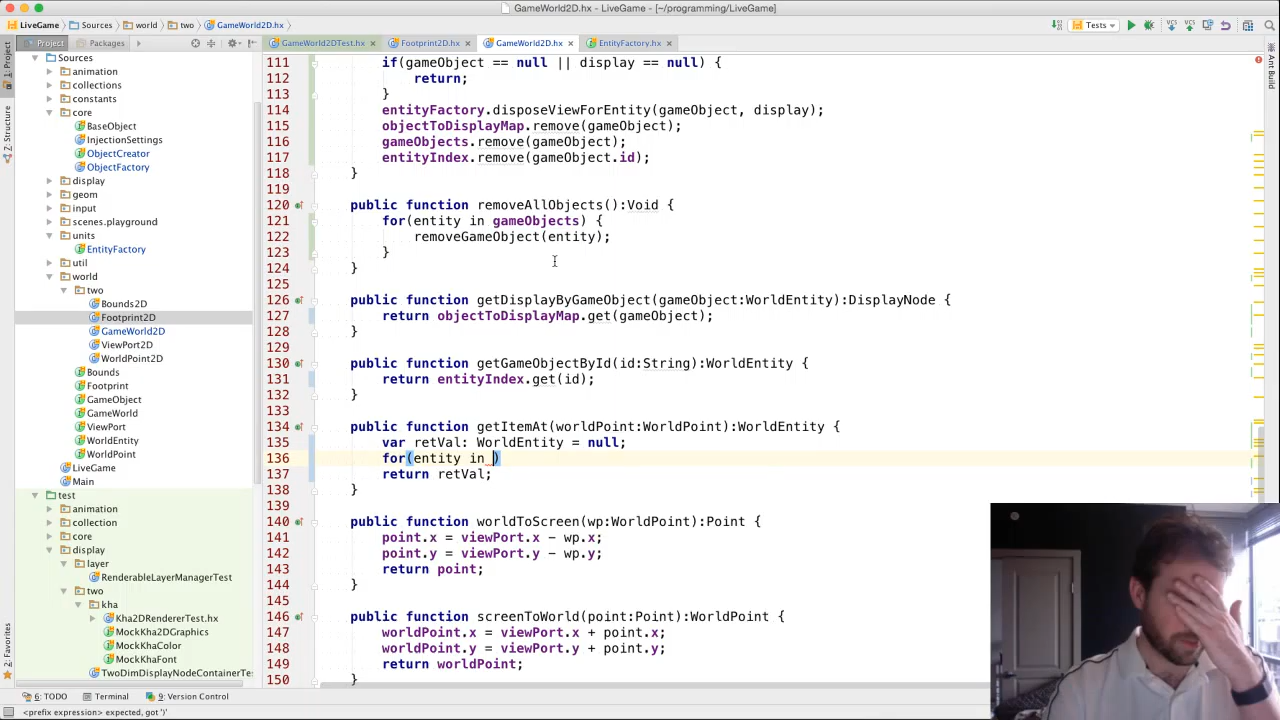 GameWorld2D.hx - LiveGame - [~/programming/LiveGame]
LiveGame Sources world two GameWorld2D.hx Tests
Project Packages GameWorld2DTest.hx Footprint2D.hx GameWorld2D.hx EntityFactory.hx
1: Project
Z: Structure
2: Favorites
Sources
animation
collections
constants
core
BaseObject
InjectionSettings
ObjectCreator
ObjectFactory
display
geom
input
scenes.playground
units
EntityFactory
util
world
two
Bounds2D
Footprint2D
GameWorld2D
ViewPort2D
WorldPoint2D
Bounds
Footprint
GameObject
GameWorld
ViewPort
WorldEntity
WorldPoint
LiveGame
Main
test
animation
collection
core
display
layer
RenderableLayerManagerTest
two
kha
Kha2DRendererTest.hx
MockKha2DGraphics
MockKhaColor
MockKhaFont
TwoDimDisplayNodeContainerTe
111 if(gameObject == null || display == null) {
112 return;
113 }
114 entityFactory.disposeViewForEntity(gameObject, display);
115 objectToDisplayMap.remove(gameObject);
116 gameObjects.remove(gameObject);
117 entityIndex.remove(gameObject.id);
118 }
119
120 public function removeAllObjects():Void {
121 for(entity in gameObjects) {
122 removeGameObject(entity);
123 }
124 }
125
126 public function getDisplayByGameObject(gameObject:WorldEntity):DisplayNode {
127 return objectToDisplayMap.get(gameObject);
128 }
129
130 public function getGameObjectById(id:String):WorldEntity {
131 return entityIndex.get(id);
132 }
133
134 public function getItemAt(worldPoint:WorldPoint):WorldEntity {
135 var retVal: WorldEntity = null;
136 for(entity in )
137 return retVal;
138 }
139
140 public function worldToScreen(wp:WorldPoint):Point {
141 point.x = viewPort.x - wp.x;
142 point.y = viewPort.y - wp.y;
143 return point;
144 }
145
146 public function screenToWorld(point:Point):WorldPoint {
147 worldPoint.x = viewPort.x + point.x;
148 worldPoint.y = viewPort.y + point.y;
149 return worldPoint;
150 }
Ant Build
6: TODO Terminal 9: Version Control
<prefix expression> expected, got ')'